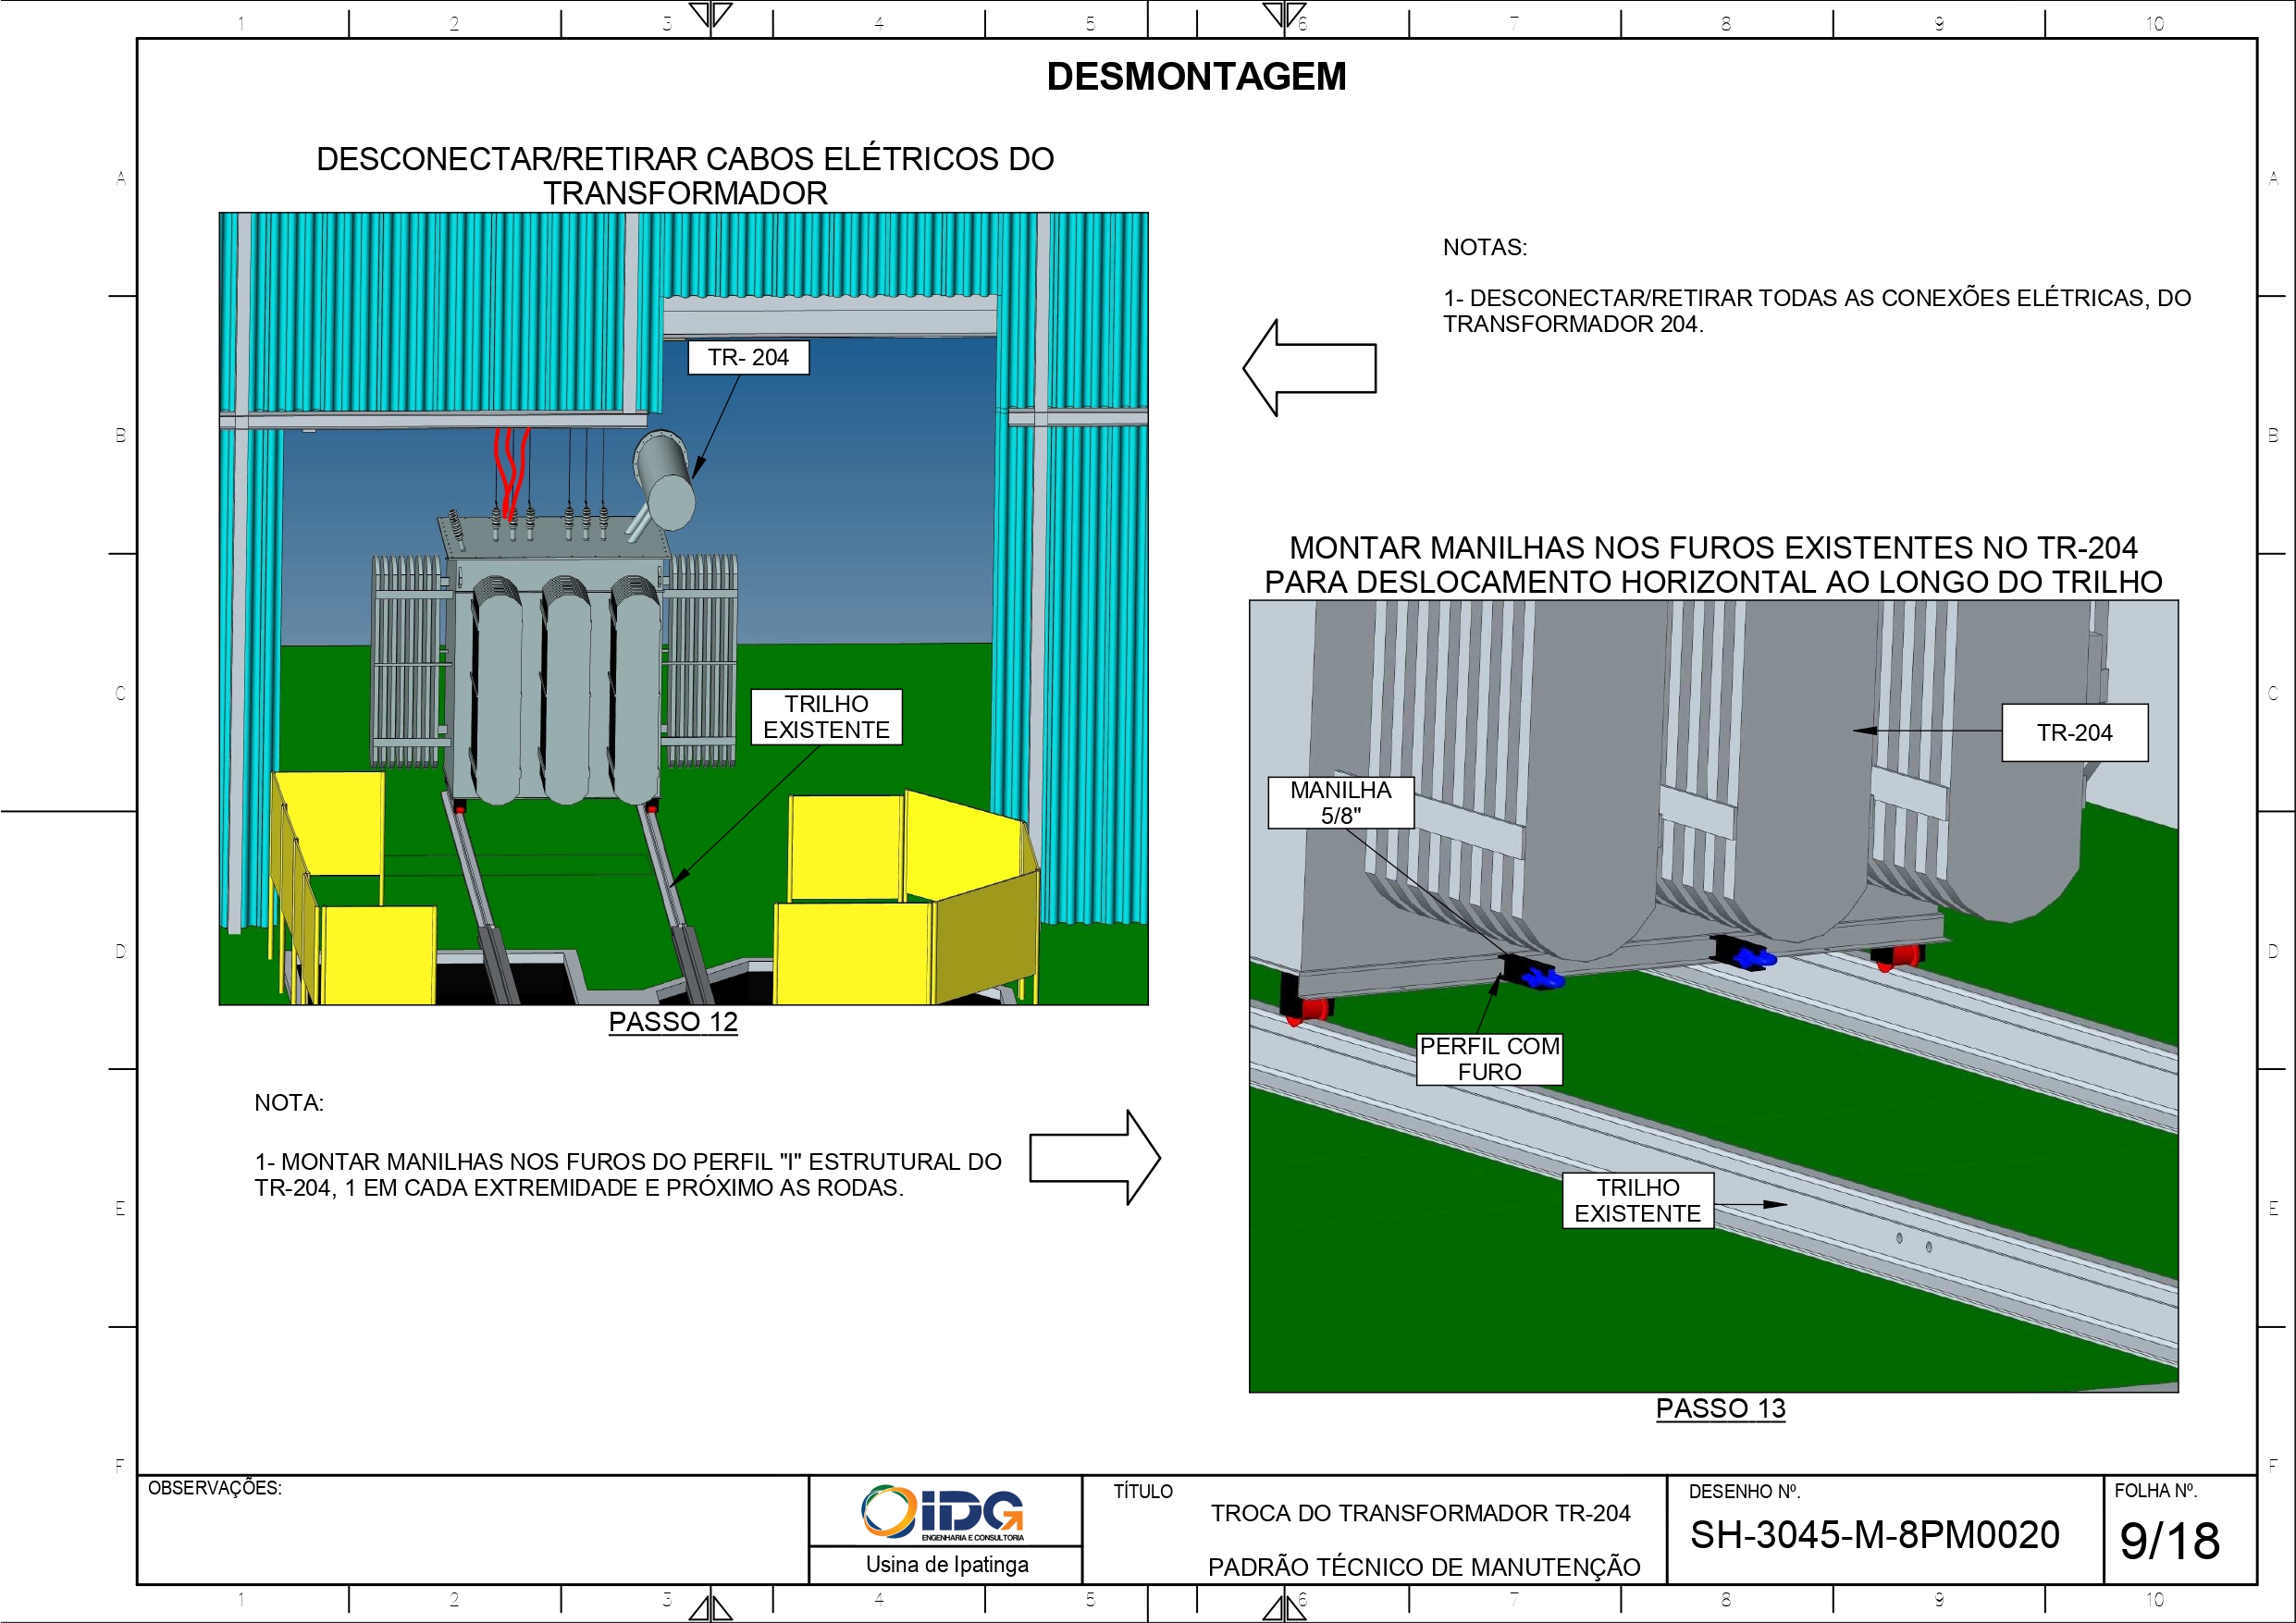 1 2 3 4 5 6 7 8 9 10
DESMONTAGEM
DESCONECTAR/RETIRAR CABOS ELÉTRICOS DO
TRANSFORMADOR
A
A
NOTAS:
1- DESCONECTAR/RETIRAR TODAS AS CONEXÕES ELÉTRICAS, DO
TRANSFORMADOR 204.
TR- 204
B
B
TRILHO
EXISTENTE
PASSO 12
MONTAR MANILHAS NOS FUROS EXISTENTES NO TR-204
PARA DESLOCAMENTO HORIZONTAL AO LONGO DO TRILHO
C
C
TR-204
MANILHA
5/8"
D
D
PERFIL COM
FURO
NOTA:
1- MONTAR MANILHAS NOS FUROS DO PERFIL "I" ESTRUTURAL DO
TR-204, 1 EM CADA EXTREMIDADE E PRÓXIMO AS RODAS.
TRILHO
EXISTENTE
E
E
PASSO 13
F
F
OBSERVAÇÕES:
IDG
ENGENHARIA E CONSULTORIA
Usina de Ipatinga
TÍTULO
TROCA DO TRANSFORMADOR TR-204
PADRÃO TÉCNICO DE MANUTENÇÃO
DESENHO Nº.
SH-3045-M-8PM0020
FOLHA Nº.
9/18
1 2 3 4 5 6 7 8 9 10